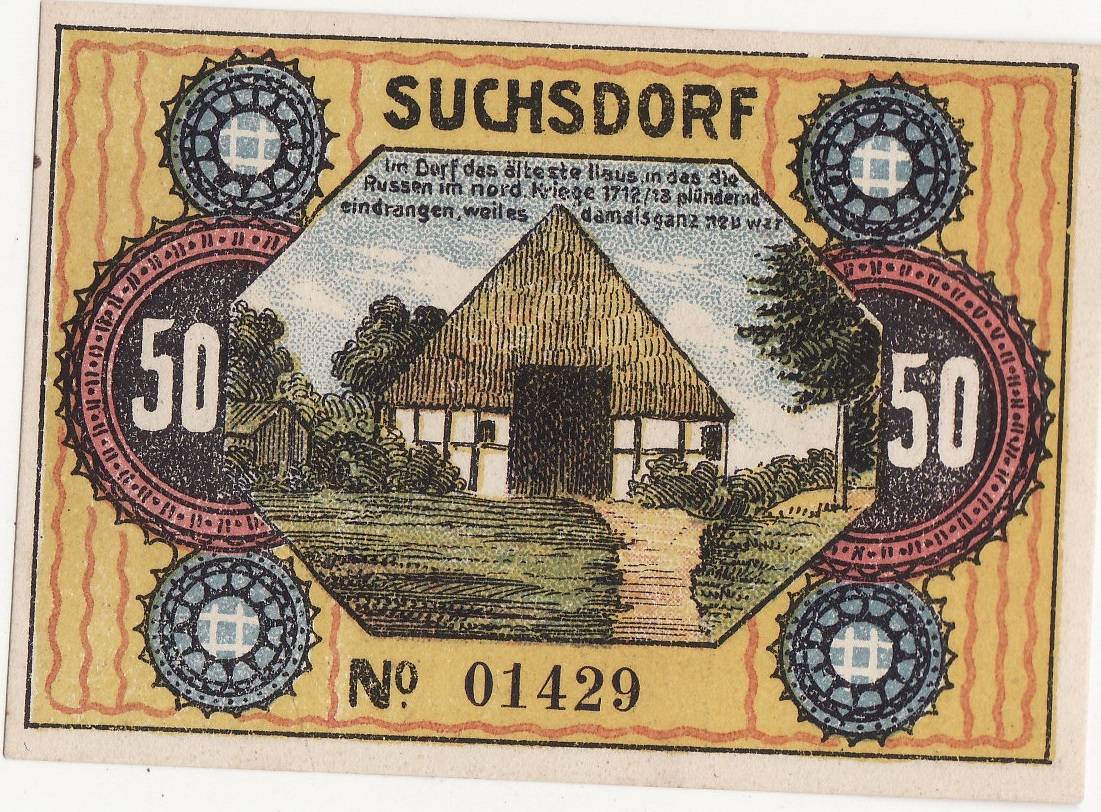 SUCHSDORF
Im Dorf das älteste Haus, in das die
Russen im nord. Kriege 1712/13 plündernd
eindrangen, weil es damals ganz neu war
50
50
No. 01429